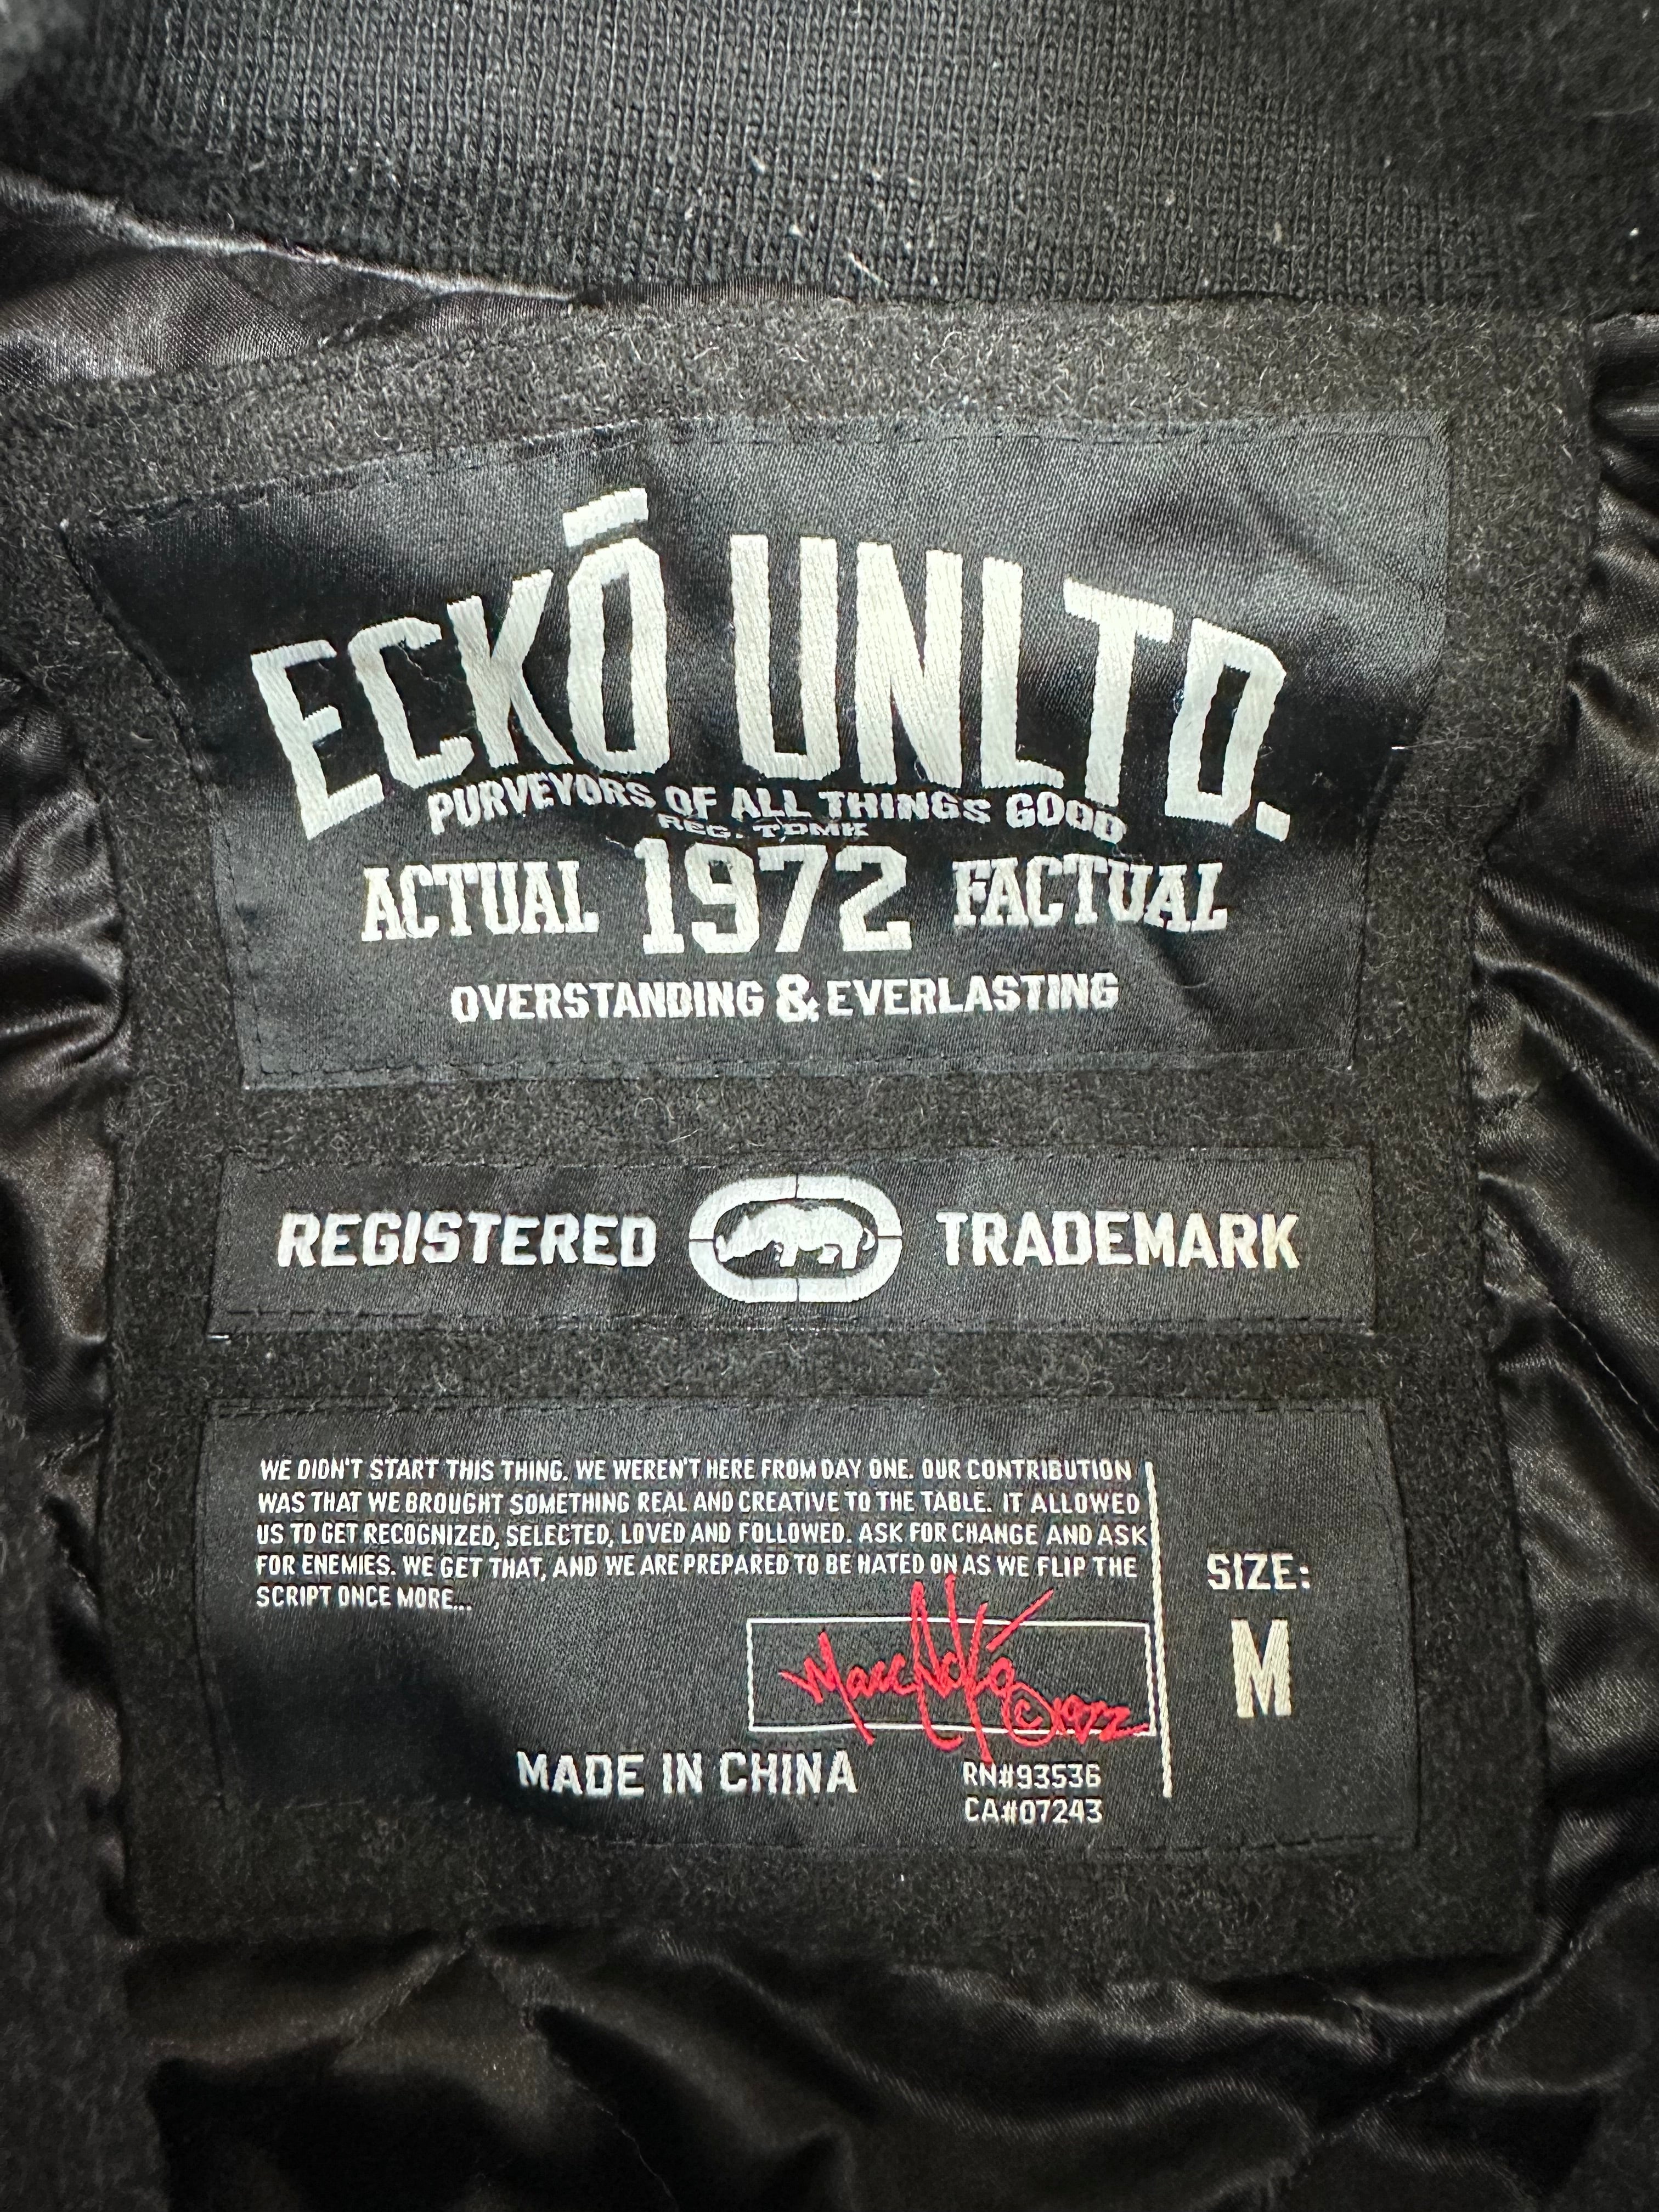 ECKŌ UNLTD.
PURVEYORS OF ALL THINGS GOOD
REG. TDMK
ACTUAL 1972 FACTUAL
OVERSTANDING & EVERLASTING
REGISTERED TRADEMARK
WE DIDN'T START THIS THING. WE WEREN'T HERE FROM DAY ONE. OUR CONTRIBUTION
WAS THAT WE BROUGHT SOMETHING REAL AND CREATIVE TO THE TABLE. IT ALLOWED
US TO GET RECOGNIZED, SELECTED, LOVED AND FOLLOWED. ASK FOR CHANGE AND ASK
FOR ENEMIES. WE GET THAT, AND WE ARE PREPARED TO BE HATED ON AS WE FLIP THE
SCRIPT ONCE MORE...
Marc Eckō ©1972
MADE IN CHINA
RN#93536
CA#07243
SIZE:
M